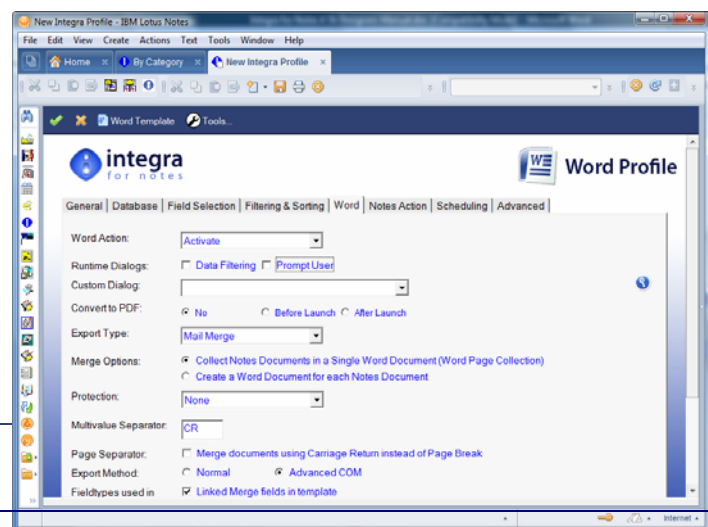 New Integra Profile - IBM Lotus Notes
File Edit View Create Actions Text Tools Window Help
Home By Category New Integra Profile
Word Template Tools...
integra
for notes
Word Profile
General Database Field Selection Filtering & Sorting Word Notes Action Scheduling Advanced
Word Action: Activate
Runtime Dialogs: Data Filtering Prompt User
Custom Dialog:
Convert to PDF: No Before Launch After Launch
Export Type: Mail Merge
Merge Options: Collect Notes Documents in a Single Word Document (Word Page Collection)
Create a Word Document for each Notes Document
Protection: None
Multivalue Separator: CR
Page Separator: Merge documents using Carriage Return instead of Page Break
Export Method: Normal Advanced COM
Fieldtypes used in Linked Merge fields in template
Internet